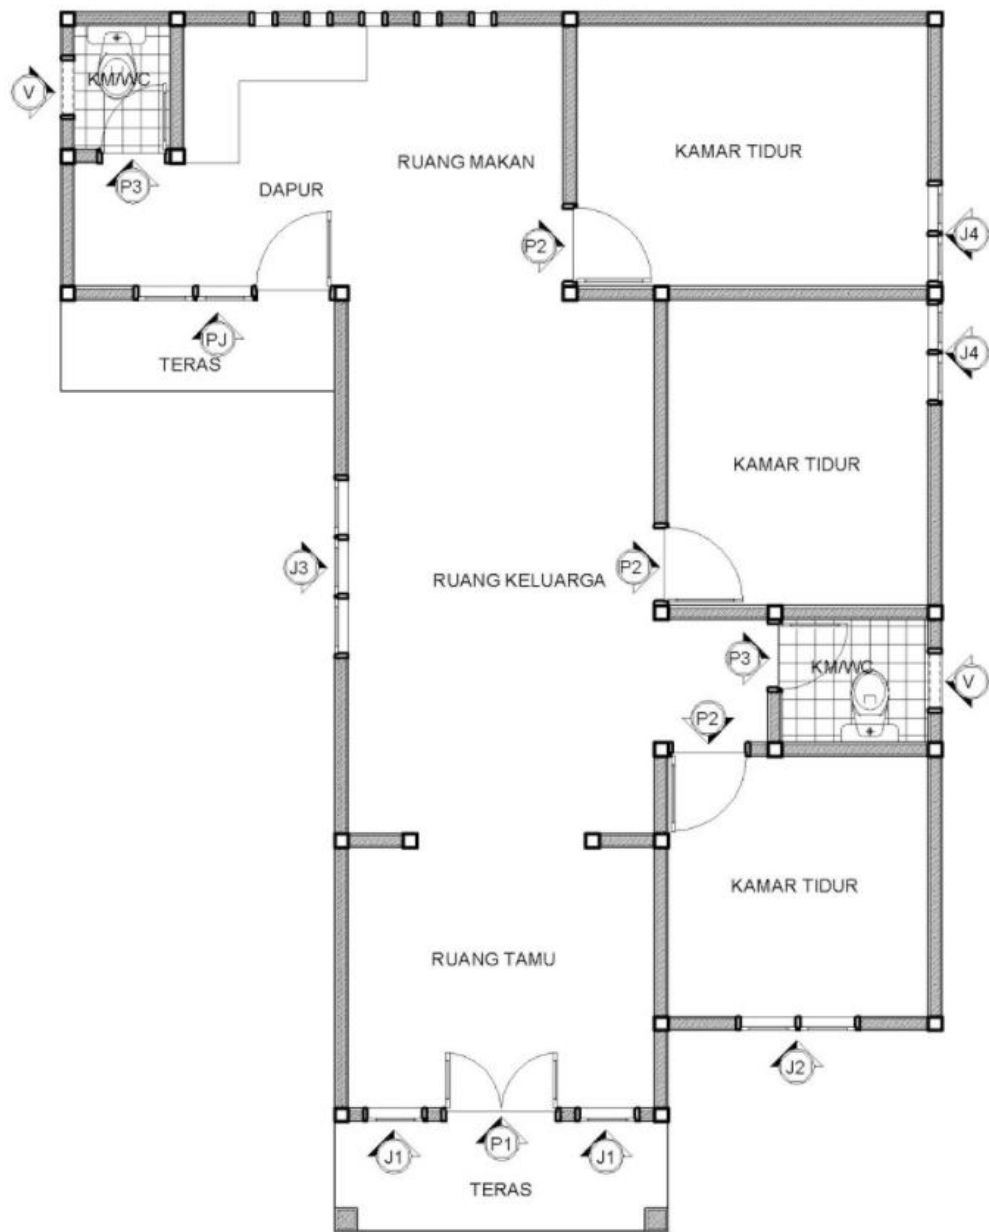 KM/WC
V
P3
RUANG MAKAN
KAMAR TIDUR
DAPUR
P2
J4
PJ
TERAS
J4
KAMAR TIDUR
J3
RUANG KELUARGA
P2
P3
KM/WC
V
P2
KAMAR TIDUR
RUANG TAMU
J2
J1
P1
J1
TERAS